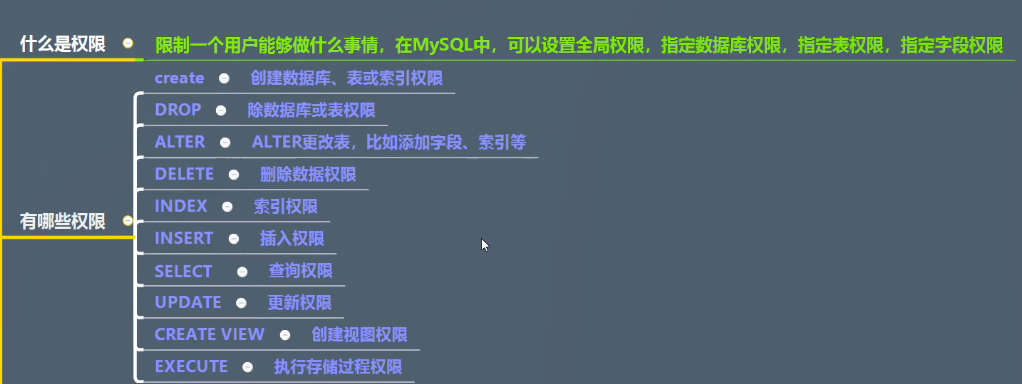 什么是权限 限制一个用户能够做什么事情，在MySQL中，可以设置全局权限，指定数据库权限，指定表权限，指定字段权限
有哪些权限
create 创建数据库、表或索引权限
DROP 除数据库或表权限
ALTER ALTER更改表，比如添加字段、索引等
DELETE 删除数据权限
INDEX 索引权限
INSERT 插入权限
SELECT 查询权限
UPDATE 更新权限
CREATE VIEW 创建视图权限
EXECUTE 执行存储过程权限